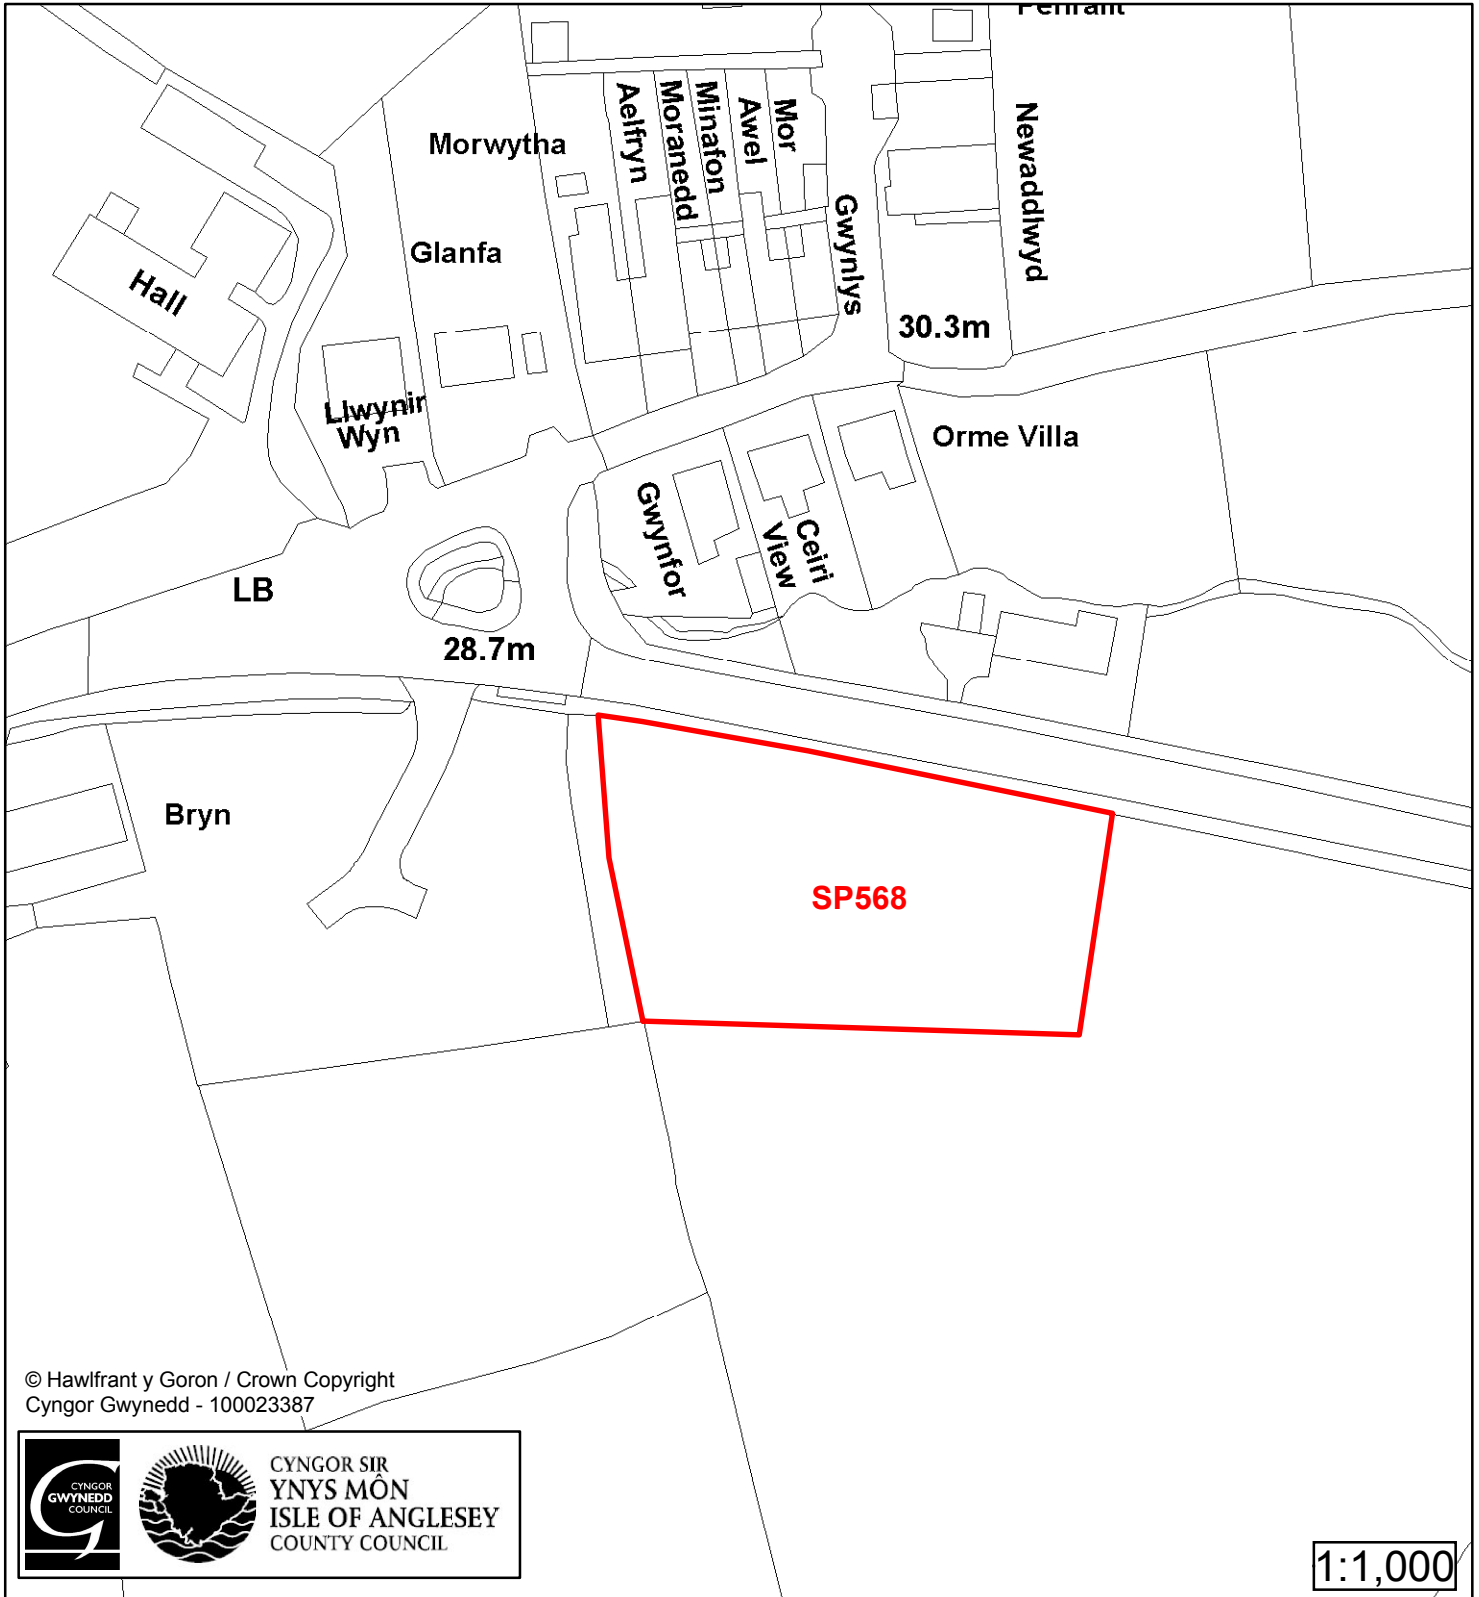 Morwytha
Aelfryn
Moranedd
Minafon
Awel
Mor
Gwynlys
Newaddlwyd
Glanfa
Hall
30.3m
Llwynir
Wyn
Orme Villa
Gwynfor
Ceiri
View
LB
28.7m
Bryn
SP568
© Hawlfrant y Goron / Crown Copyright
Cyngor Gwynedd - 100023387
CYNGOR
GWYNEDD
COUNCIL
CYNGOR SIR
YNYS MÔN
ISLE OF ANGLESEY
COUNTY COUNCIL
1:1,000